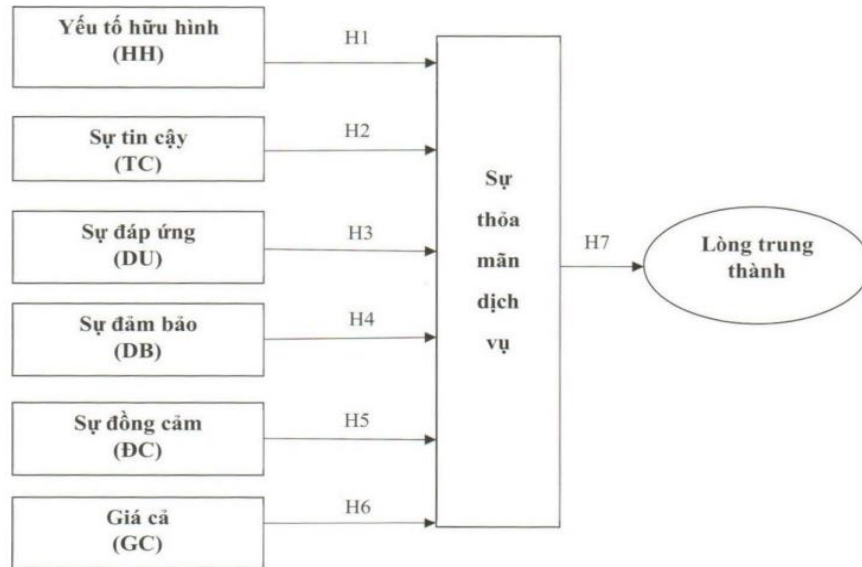 Yếu tố hữu hình
(HH)
H1
Sự tin cậy
(TC)
H2
Sự đáp ứng
(DU)
H3
Sự đảm bảo
(DB)
H4
Sự đồng cảm
(ĐC)
H5
Giá cả
(GC)
H6
Sự
thỏa
mãn
dịch
vụ
H7
Lòng trung
thành